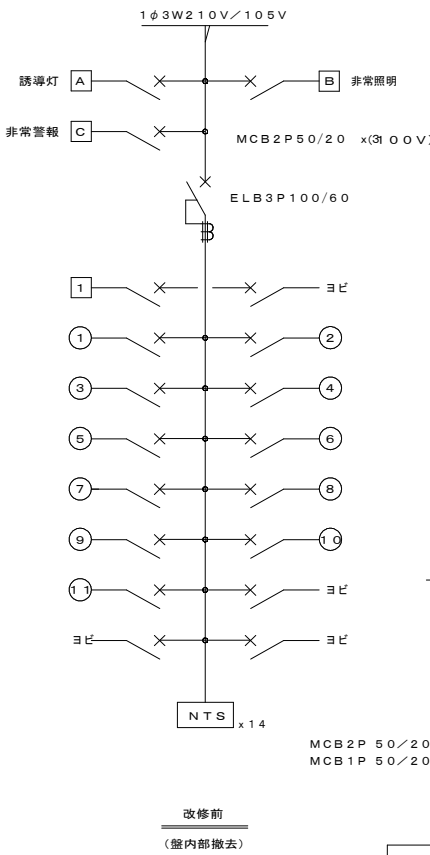 1φ3W210V/105V
誘導灯 A B 非常照明
非常警報 C
MCB2P50/20 x3(100V)
ELB3P100/60
1 ヨビ
1 2
3 4
5 6
7 8
9 10
11 ヨビ
ヨビ ヨビ
NTS x14
MCB2P 50/20
MCB1P 50/20
改修前
(盤内部撤去)